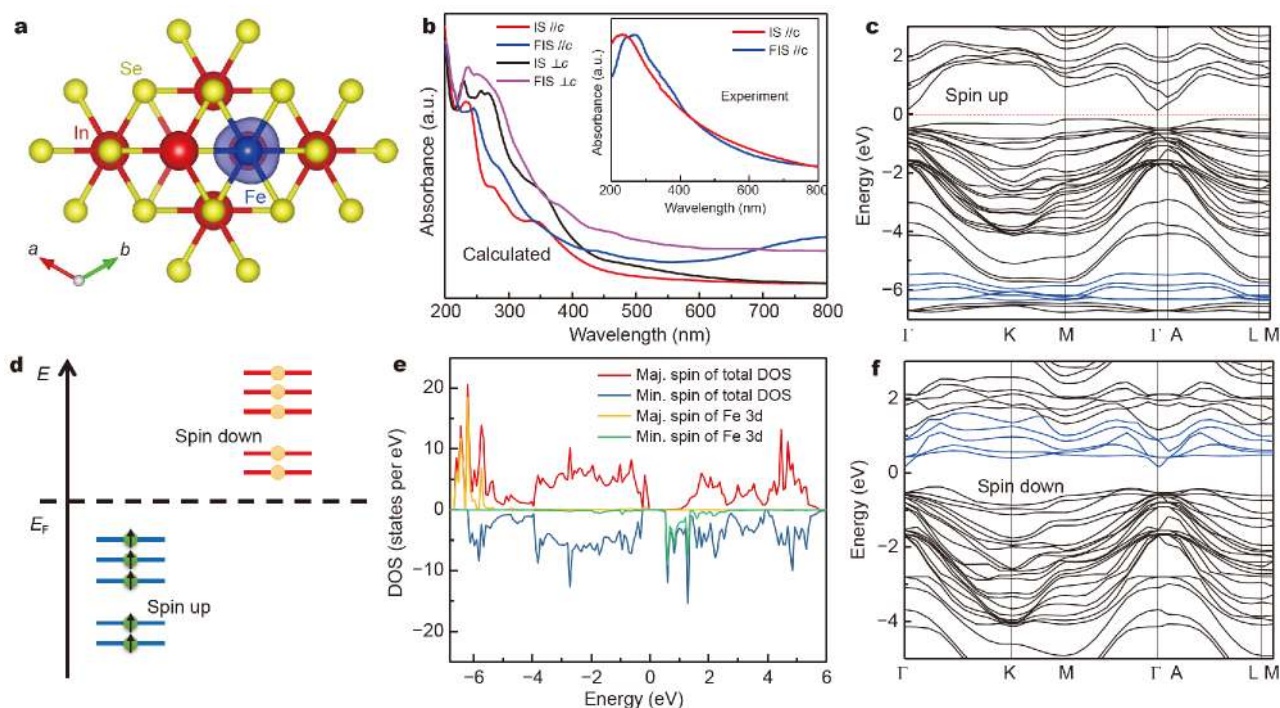 a
Se
In
Fe
a
b
b
IS //c
FIS //c
IS ⊥c
FIS ⊥c
Calculated
Absorbance (a.u.)
200 300 400 500 600 700 800
Wavelength (nm)
IS //c
FIS //c
Experiment
Absorbance (a.u.)
200 400 600 800
Wavelength (nm)
c
Spin up
Energy (eV)
2
0
−2
−4
−6
Γ K M Γ A L M
d
E
Spin down
E_F
Spin up
e
Maj. spin of total DOS
Min. spin of total DOS
Maj. spin of Fe 3d
Min. spin of Fe 3d
DOS (states per eV)
20
10
0
−10
−20
−6 −4 −2 0 2 4 6
Energy (eV)
f
Spin down
Energy (eV)
2
0
−2
−4
Γ K M Γ A L M